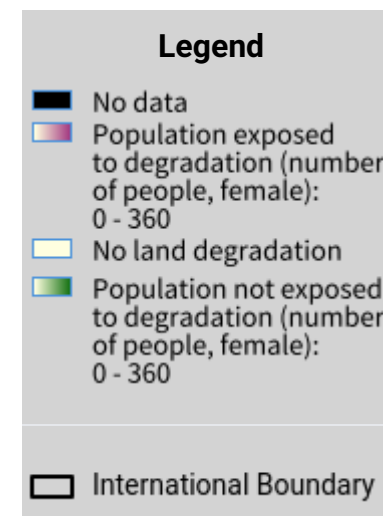 Legend
No data
Population exposed
to degradation (number
of people, female):
0 - 360
No land degradation
Population not exposed
to degradation (number
of people, female):
0 - 360
International Boundary